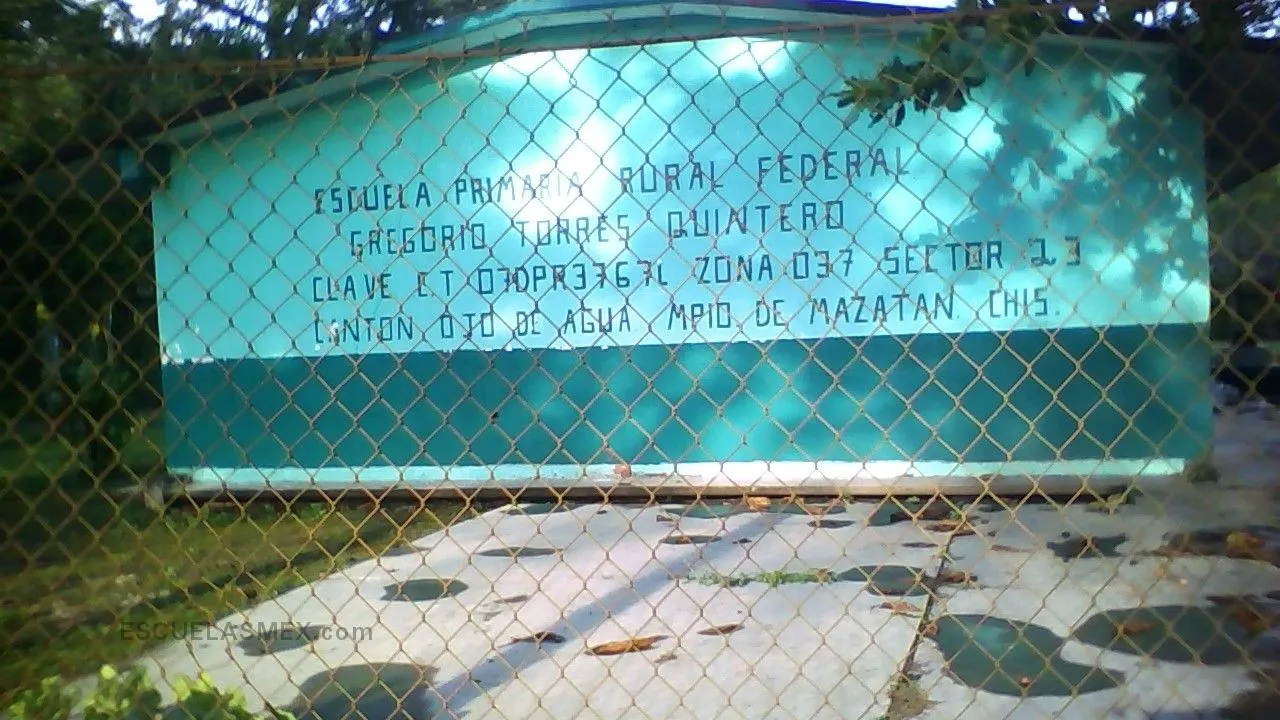 ESCUELA PRIMARIA RURAL FEDERAL
GREGORIO TORRES QUINTERO
CLAVE C.T 07DPR3767L ZONA 037 SECTOR 23
CANTON OJO DE AGUA. MPIO DE MAZATAN. CHIS.
ESCUELASMEX.com